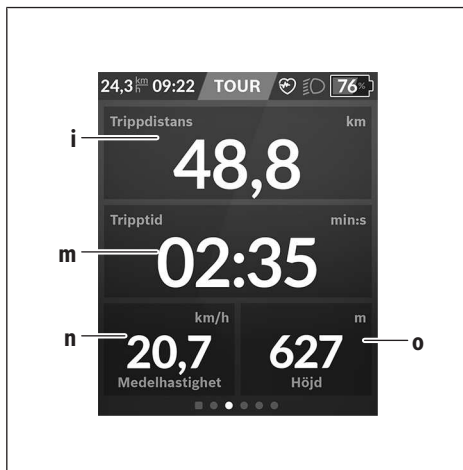 24,3 km/h 09:22 TOUR 76%
Trippdistans km
i
48,8
Tripptid min:s
m
02:35
km/h m
n
20,7 627
o
Medelhastighet Höjd